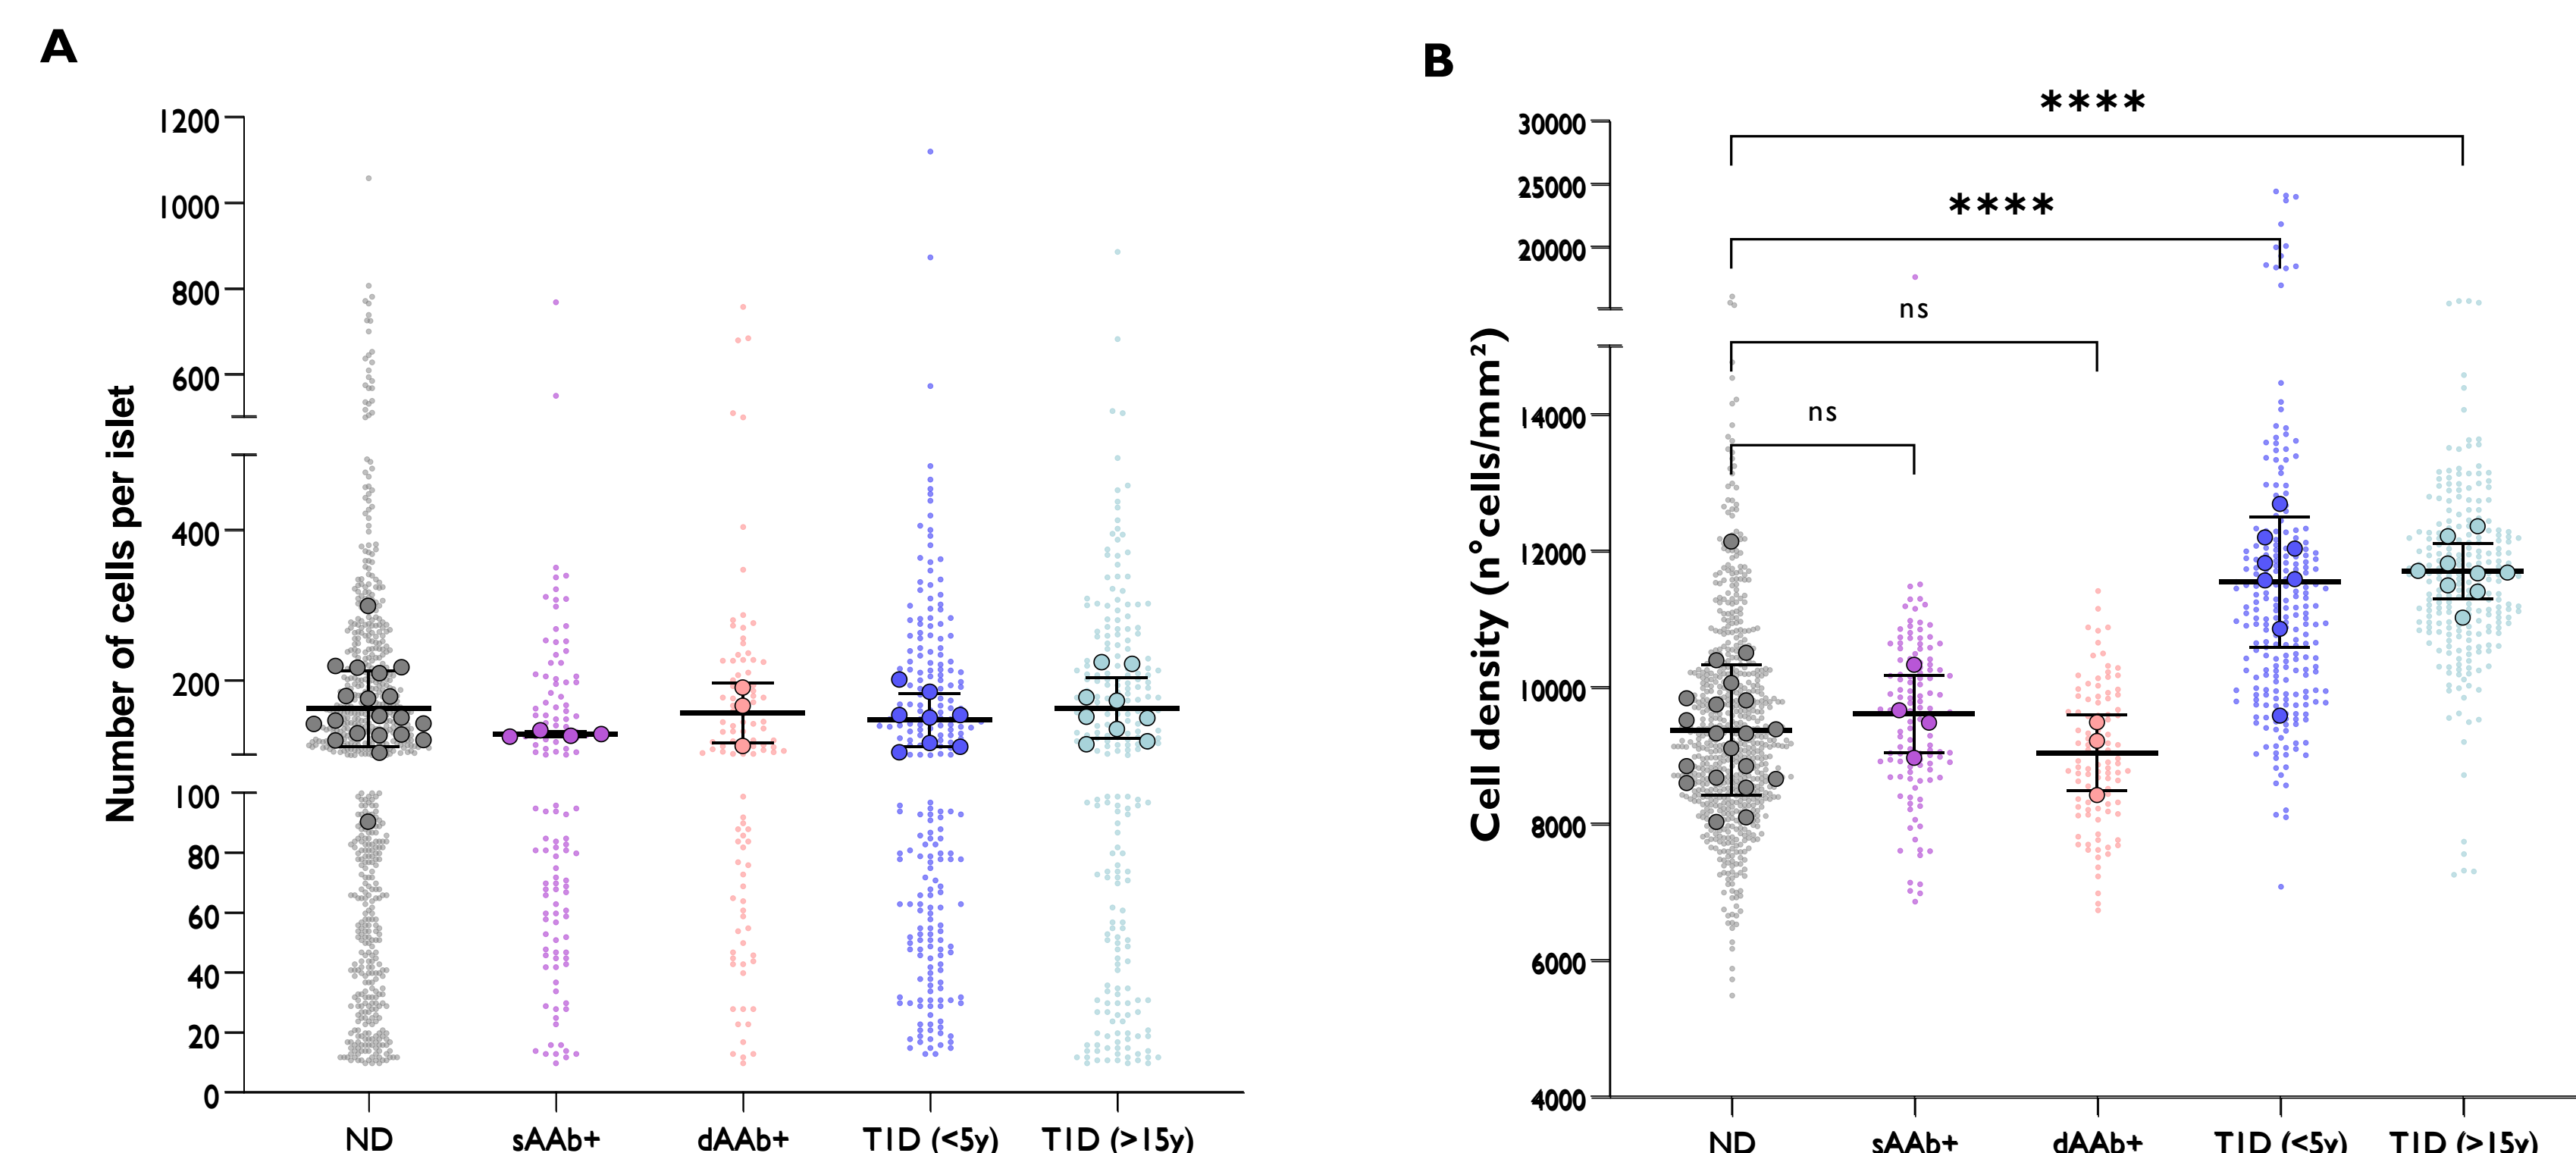 A
Number of cells per islet
1200
1000
800
600
400
200
100
80
60
40
20
0
ND
sAAb+
dAAb+
T1D (<5y)
T1D (>15y)
B
Cell density (n°cells/mm²)
30000
25000
20000
14000
12000
10000
8000
6000
4000
****
****
ns
ns
ND
sAAb+
dAAb+
T1D (<5y)
T1D (>15y)